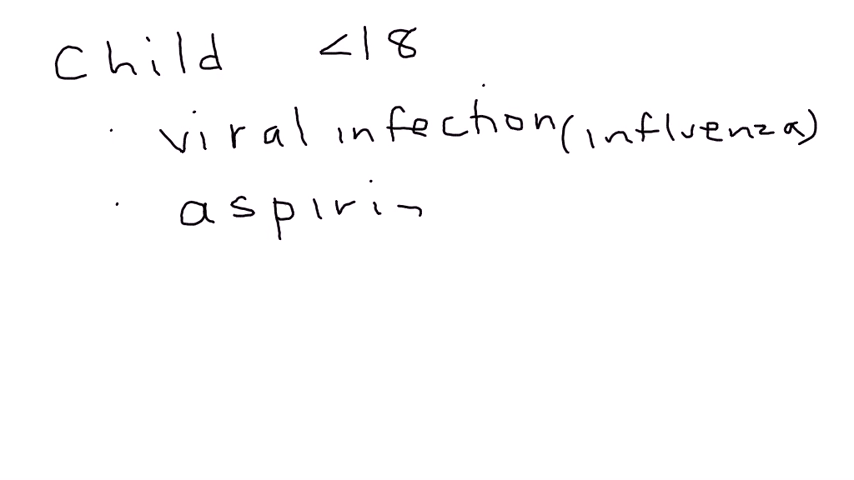 Child <18
· viral infection (influenza)
· aspirin